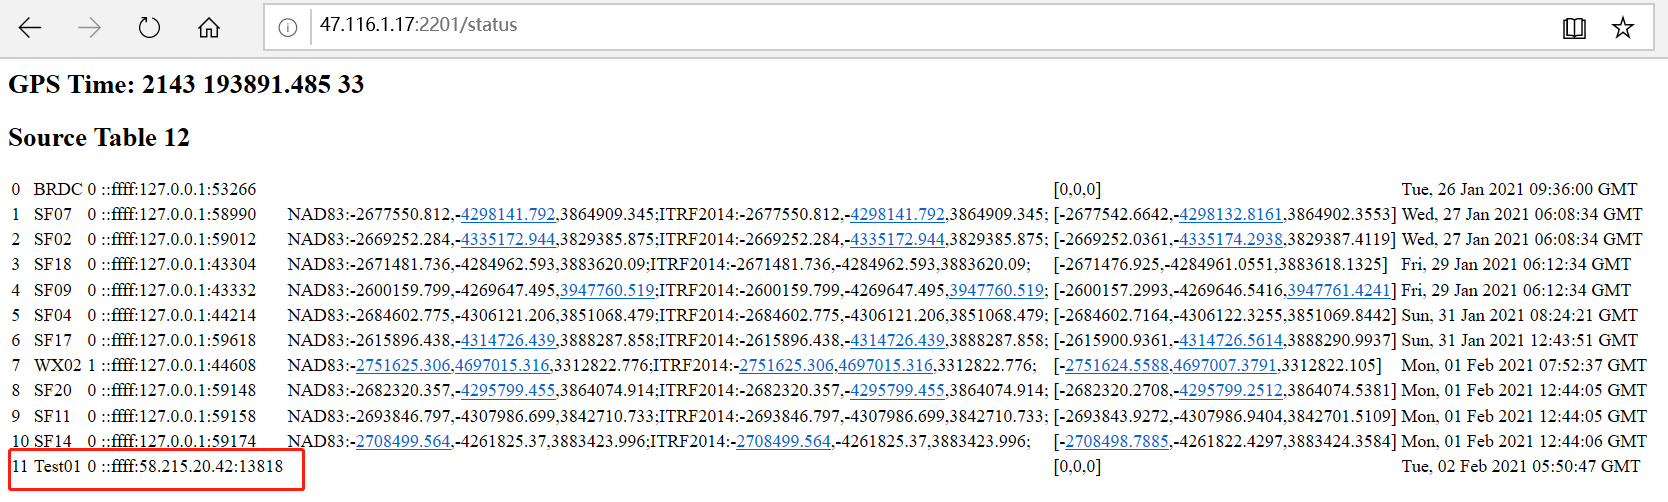 47.116.1.17:2201/status
GPS Time: 2143 193891.485 33
Source Table 12
0 BRDC 0 ::ffff:127.0.0.1:53266 [0,0,0] Tue, 26 Jan 2021 09:36:00 GMT
1 SF07 0 ::ffff:127.0.0.1:58990 NAD83:-2677550.812,-4298141.792,3864909.345;ITRF2014:-2677550.812,-4298141.792,3864909.345; [-2677542.6642,-4298132.8161,3864902.3553] Wed, 27 Jan 2021 06:08:34 GMT
2 SF02 0 ::ffff:127.0.0.1:59012 NAD83:-2669252.284,-4335172.944,3829385.875;ITRF2014:-2669252.284,-4335172.944,3829385.875; [-2669252.0361,-4335174.2938,3829387.4119] Wed, 27 Jan 2021 06:08:34 GMT
3 SF18 0 ::ffff:127.0.0.1:43304 NAD83:-2671481.736,-4284962.593,3883620.09;ITRF2014:-2671481.736,-4284962.593,3883620.09; [-2671476.925,-4284961.0551,3883618.1325] Fri, 29 Jan 2021 06:12:34 GMT
4 SF09 0 ::ffff:127.0.0.1:43332 NAD83:-2600159.799,-4269647.495,3947760.519;ITRF2014:-2600159.799,-4269647.495,3947760.519; [-2600157.2993,-4269646.5416,3947761.4241] Fri, 29 Jan 2021 06:12:34 GMT
5 SF04 0 ::ffff:127.0.0.1:44214 NAD83:-2684602.775,-4306121.206,3851068.479;ITRF2014:-2684602.775,-4306121.206,3851068.479; [-2684602.7164,-4306122.3255,3851069.8442] Sun, 31 Jan 2021 08:24:21 GMT
6 SF17 0 ::ffff:127.0.0.1:59618 NAD83:-2615896.438,-4314726.439,3888287.858;ITRF2014:-2615896.438,-4314726.439,3888287.858; [-2615900.9361,-4314726.5614,3888290.9937] Sun, 31 Jan 2021 12:43:51 GMT
7 WX02 1 ::ffff:127.0.0.1:44608 NAD83:-2751625.306,4697015.316,3312822.776;ITRF2014:-2751625.306,4697015.316,3312822.776; [-2751624.5588,4697007.3791,3312822.105] Mon, 01 Feb 2021 07:52:37 GMT
8 SF20 0 ::ffff:127.0.0.1:59148 NAD83:-2682320.357,-4295799.455,3864074.914;ITRF2014:-2682320.357,-4295799.455,3864074.914; [-2682320.2708,-4295799.2512,3864074.5381] Mon, 01 Feb 2021 12:44:05 GMT
9 SF11 0 ::ffff:127.0.0.1:59158 NAD83:-2693846.797,-4307986.699,3842710.733;ITRF2014:-2693846.797,-4307986.699,3842710.733; [-2693843.9272,-4307986.9404,3842701.5109] Mon, 01 Feb 2021 12:44:05 GMT
10 SF14 0 ::ffff:127.0.0.1:59174 NAD83:-2708499.564,-4261825.37,3883423.996;ITRF2014:-2708499.564,-4261825.37,3883423.996; [-2708498.7885,-4261822.4297,3883424.3584] Mon, 01 Feb 2021 12:44:06 GMT
11 Test01 0 ::ffff:58.215.20.42:13818 [0,0,0] Tue, 02 Feb 2021 05:50:47 GMT